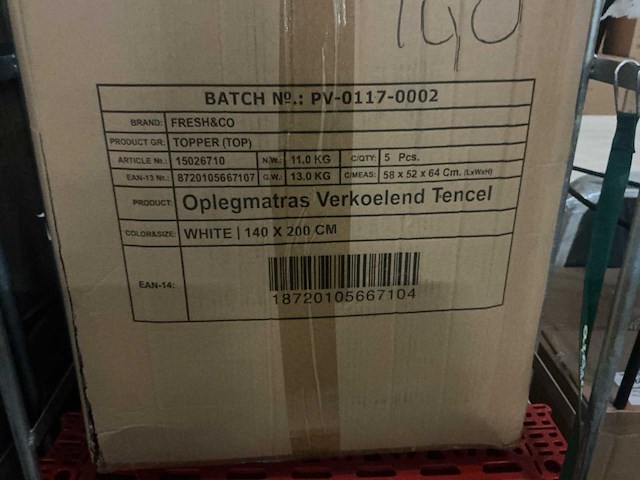 140
BATCH Nº.: PV-0117-0002
BRAND: FRESH&CO
PRODUCT GR: TOPPER (TOP)
ARTICLE Nr.: 15026710 N.W.: 11.0 KG C/QTY: 5 Pcs.
EAN-13 Nr.: 8720105667107 G.W.: 13.0 KG C/MEAS: 58 x 52 x 64 Cm. (LxWxH)
PRODUCT: Oplegmatras Verkoelend Tencel
COLOR&SIZE: WHITE | 140 X 200 CM
EAN-14:
18720105667104